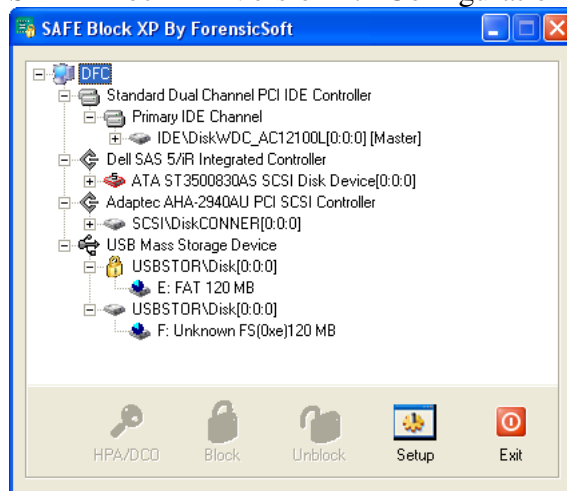 SAFE Block XP By ForensicSoft
DFC
Standard Dual Channel PCI IDE Controller
Primary IDE Channel
IDE\DiskWDC_AC12100L[0:0:0] [Master]
Dell SAS 5/iR Integrated Controller
ATA ST3500830AS SCSI Disk Device[0:0:0]
Adaptec AHA-2940AU PCI SCSI Controller
SCSI\DiskCONNER[0:0:0]
USB Mass Storage Device
USBSTOR\Disk[0:0:0]
E: FAT 120 MB
USBSTOR\Disk[0:0:0]
F: Unknown FS(0xe)120 MB
HPA/DCO Block Unblock Setup Exit